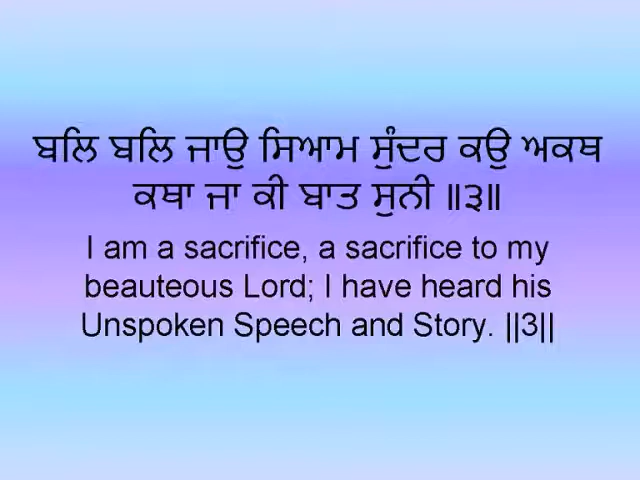 ਬਲਿ ਬਲਿ ਜਾਉ ਸਿਆਮ ਸੁੰਦਰ ਕਉ ਅਕਥ
ਕਥਾ ਜਾ ਕੀ ਬਾਤ ਸੁਨੀ ॥੩॥
I am a sacrifice, a sacrifice to my
beauteous Lord; I have heard his
Unspoken Speech and Story. ||3||